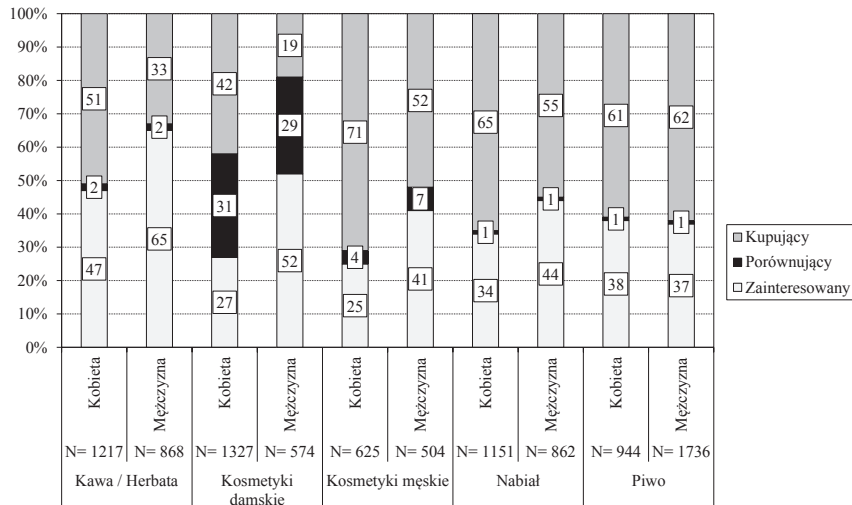 100%
90%
80%
70%
60%
50%
40%
30%
20%
10%
0%
51
2
47
33
2
65
42
31
27
19
29
52
71
4
25
52
7
41
65
1
34
55
1
44
61
1
38
62
1
37
Kupujący
Porównujący
Zainteresowany
Kobieta
Mężczyzna
Kobieta
Mężczyzna
Kobieta
Mężczyzna
Kobieta
Mężczyzna
Kobieta
Mężczyzna
N= 1217 N= 868 N= 1327 N= 574 N= 625 N= 504 N= 1151 N= 862 N= 944 N= 1736
Kawa / Herbata
Kosmetyki
damskie
Kosmetyki męskie
Nabiał
Piwo